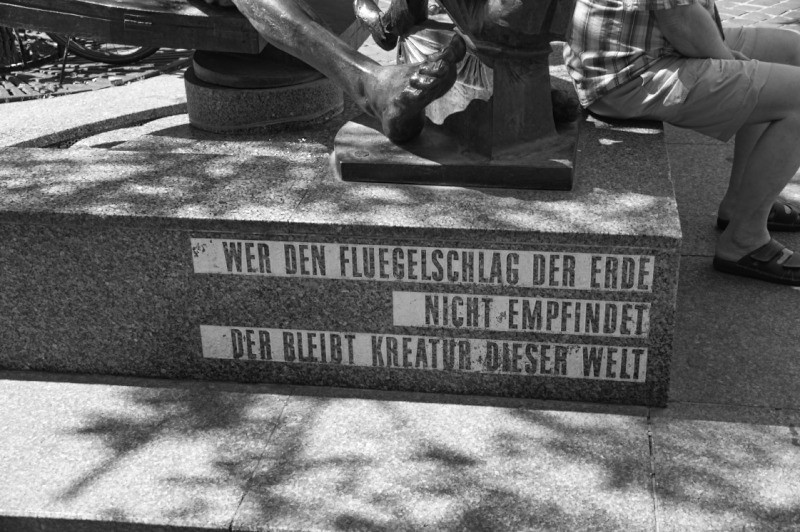 WER DEN FLUEGELSCHLAG DER ERDE
NICHT EMPFINDET
DER BLEIBT KREATUR DIESER WELT